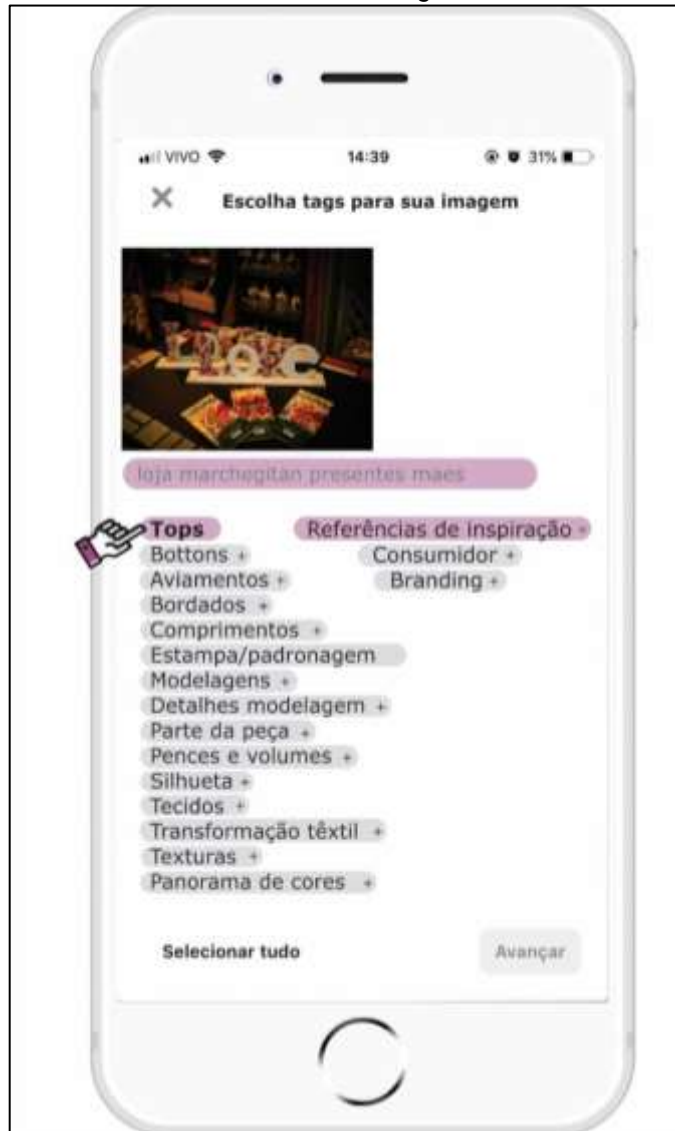 VIVO 14:39 31%
Escolha tags para sua imagem
loja marchegitan presentes maes
Tops
Bottons +
Aviamentos +
Bordados +
Comprimentos +
Estampa/padronagem
Modelagens +
Detalhes modelagem +
Parte da peça +
Pences e volumes +
Silhueta +
Tecidos +
Transformação têxtil +
Texturas +
Panorama de cores +
Referências de inspiração +
Consumidor +
Branding +
Selecionar tudo
Avançar